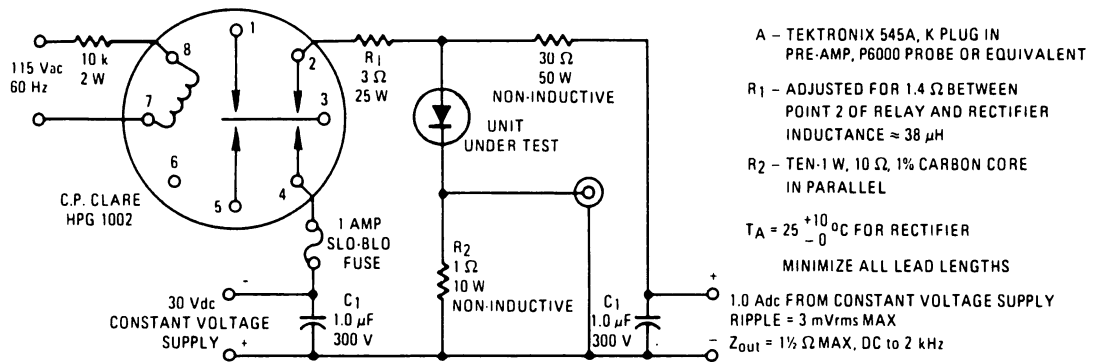 115 Vac
60 Hz
10 k
2 W
8
7
6
5
1
2
3
4
C.P. CLARE
HPG 1002
R1
3 Ω
25 W
30 Ω
50 W
NON-INDUCTIVE
UNIT
UNDER TEST
1 AMP
SLO-BLO
FUSE
R2
1 Ω
10 W
NON-INDUCTIVE
30 Vdc
CONSTANT VOLTAGE
SUPPLY
-
+
C1
1.0 µF
300 V
C1
1.0 µF
300 V
+
-
1.0 Adc FROM CONSTANT VOLTAGE SUPPLY
RIPPLE = 3 mVrms MAX
Zout = 1½ Ω MAX, DC to 2 kHz
A – TEKTRONIX 545A, K PLUG IN
PRE-AMP, P6000 PROBE OR EQUIVALENT
R1 – ADJUSTED FOR 1.4 Ω BETWEEN
POINT 2 OF RELAY AND RECTIFIER
INDUCTANCE ≈ 38 µH
R2 – TEN-1 W, 10 Ω, 1% CARBON CORE
IN PARALLEL
TA = 25 +10 –0 °C FOR RECTIFIER
MINIMIZE ALL LEAD LENGTHS